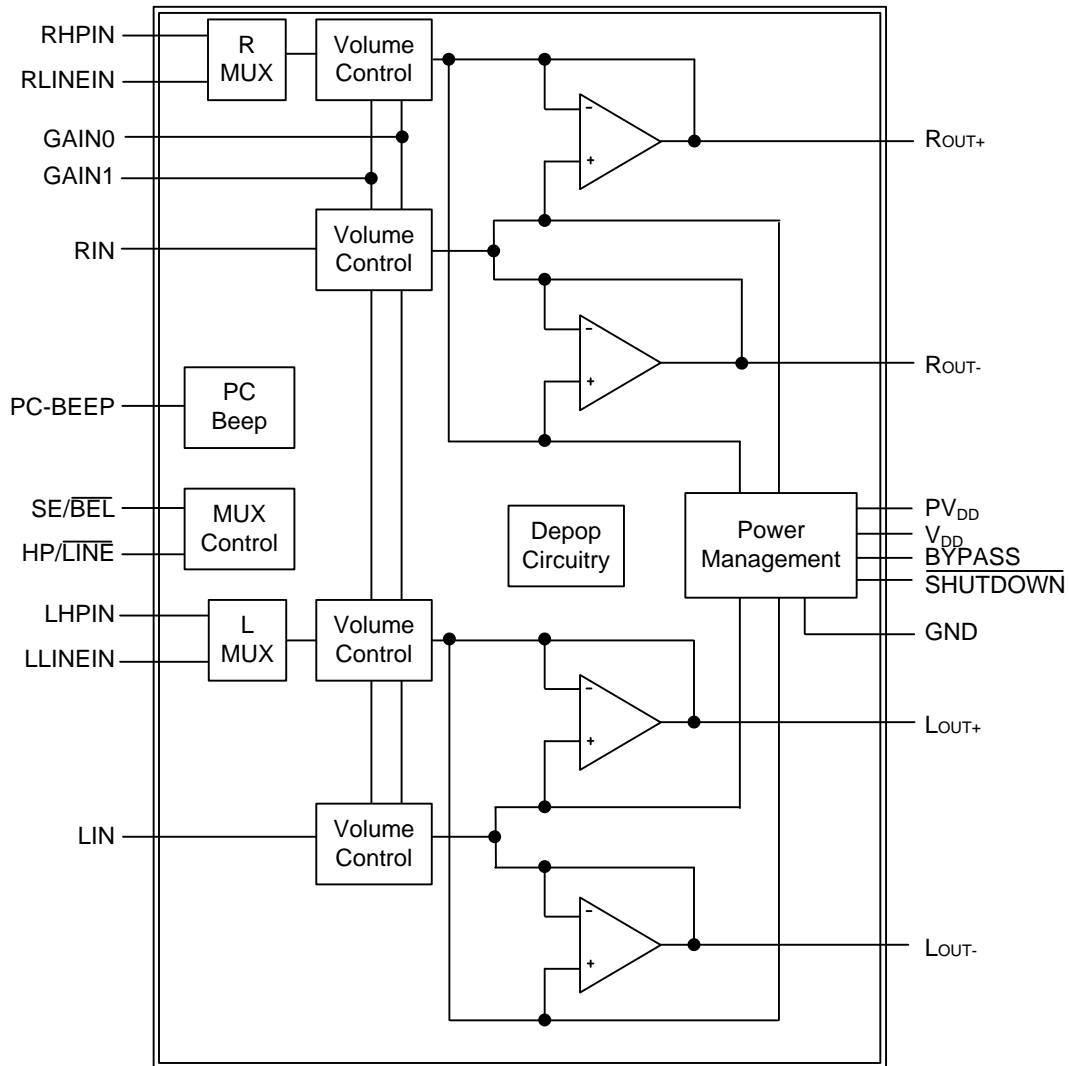 RHPIN
RLINEIN
GAIN0
GAIN1
RIN
PC-BEEP
SE/BEL
HP/LINE
LHPIN
LLINEIN
LIN
R
MUX
Volume
Control
Volume
Control
PC
Beep
MUX
Control
L
MUX
Volume
Control
Volume
Control
Depop
Circuitry
Power
Management
-
+
-
+
-
+
-
+
ROUT+
ROUT-
PVDD
VDD
BYPASS
SHUTDOWN
GND
LOUT+
LOUT-